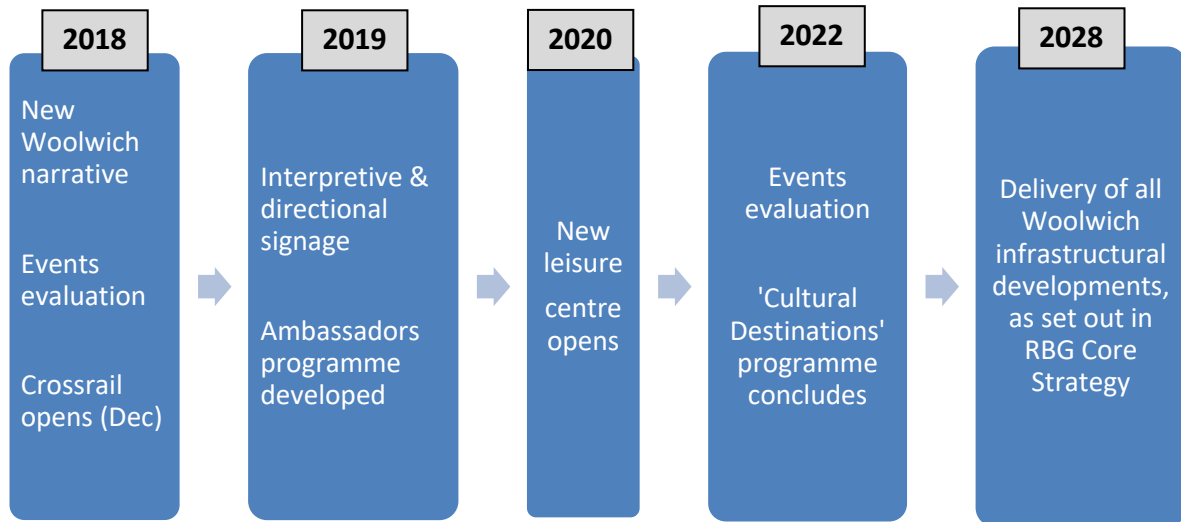 2018
New
Woolwich
narrative
Events
evaluation
Crossrail
opens (Dec)
2019
Interpretive &
directional
signage
Ambassadors
programme
developed
2020
New
leisure
centre
opens
2022
Events
evaluation
'Cultural
Destinations'
programme
concludes
2028
Delivery of all
Woolwich
infrastructural
developments,
as set out in
RBG Core
Strategy